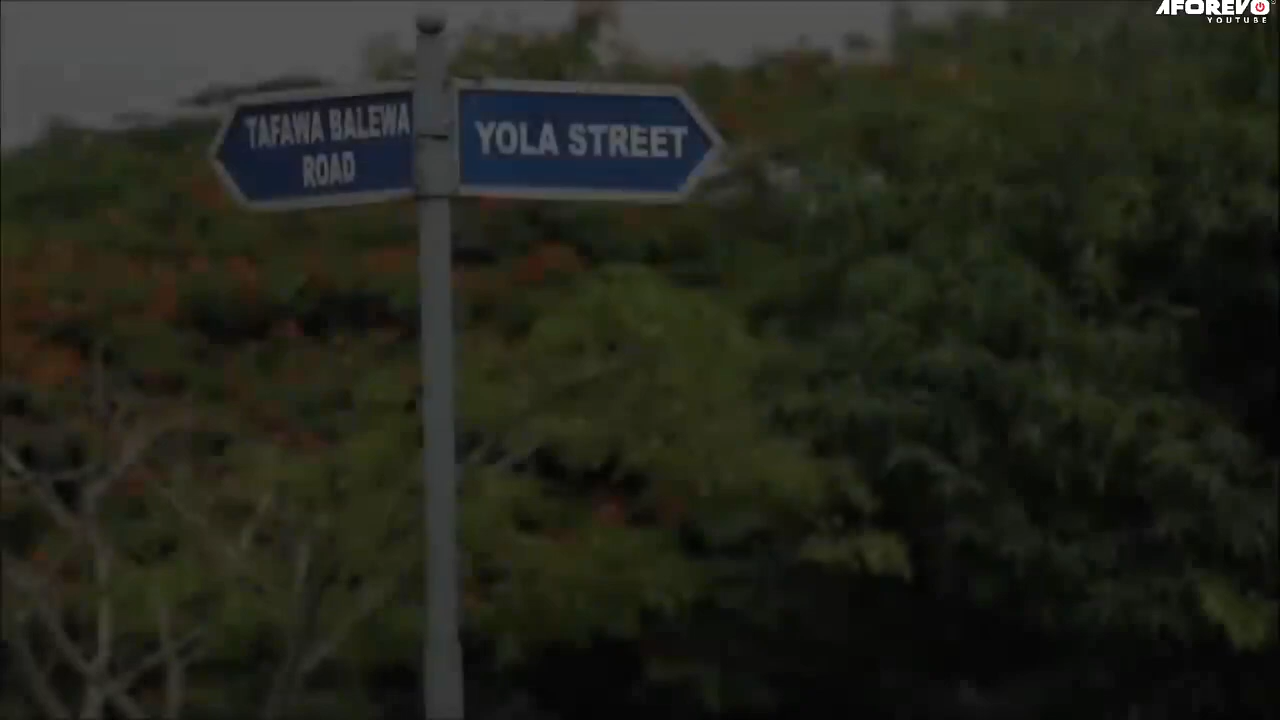 AFOREVO
YOUTUBE
TAFAWA BALEWA
ROAD
YOLA STREET